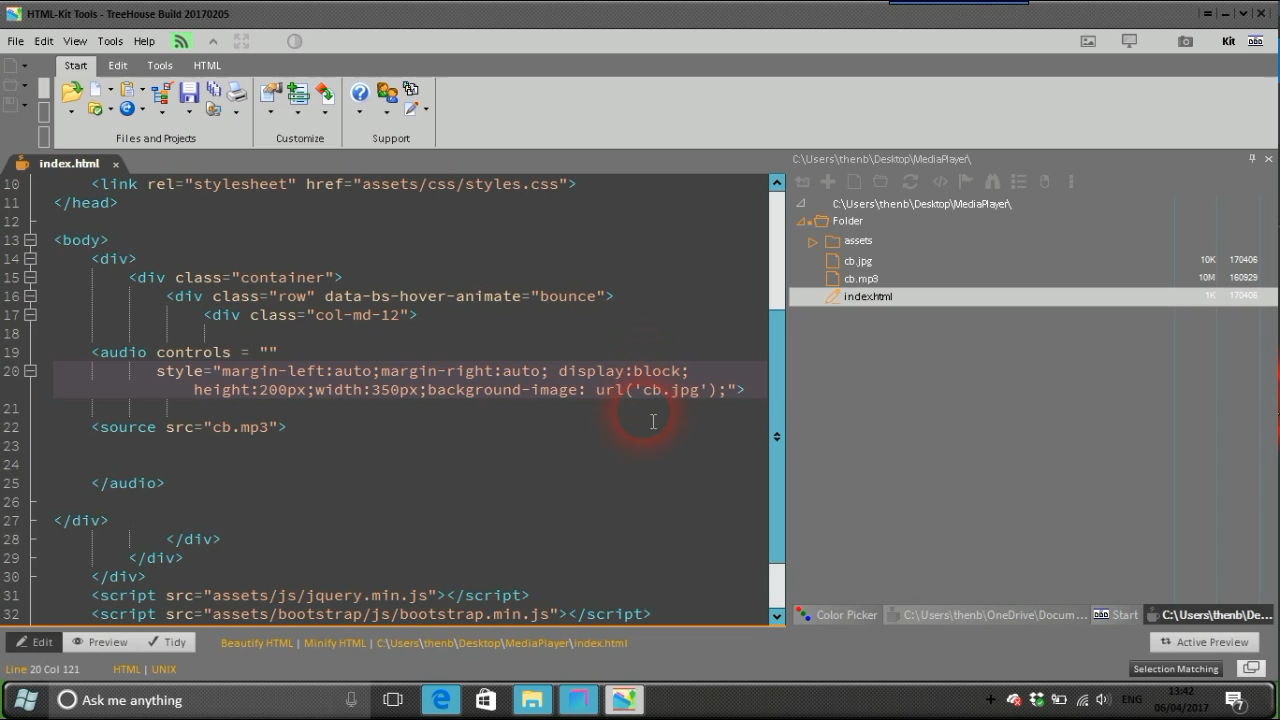 HTML-Kit Tools - TreeHouse Build 20170205
File Edit View Tools Help
Kit
Start Edit Tools HTML
Files and Projects Customize Support
index.html
C:\Users\thenb\Desktop\MediaPlayer\
10 <link rel="stylesheet" href="assets/css/styles.css">
11 </head>
12
13 <body>
14 <div>
15 <div class="container">
16 <div class="row" data-bs-hover-animate="bounce">
17 <div class="col-md-12">
18
19 <audio controls = ""
20 style="margin-left:auto;margin-right:auto; display:block;
height:200px;width:350px;background-image: url('cb.jpg');">
21
22 <source src="cb.mp3">
23
24
25 </audio>
26
27 </div>
28 </div>
29 </div>
30 </div>
31 <script src="assets/js/jquery.min.js"></script>
32 <script src="assets/bootstrap/js/bootstrap.min.js"></script>
C:\Users\thenb\Desktop\MediaPlayer\
Folder
assets
cb.jpg 10K 170406
cb.mp3 10M 160929
index.html 1K 170406
Color Picker C:\Users\thenb\OneDrive\Docum... Start C:\Users\thenb\De...
Edit Preview Tidy Beautify HTML | Minify HTML | C:\Users\thenb\Desktop\MediaPlayer\index.html
Active Preview
Line 20 Col 121 HTML | UNIX
Selection Matching
Ask me anything
ENG
13:42
06/04/2017
7